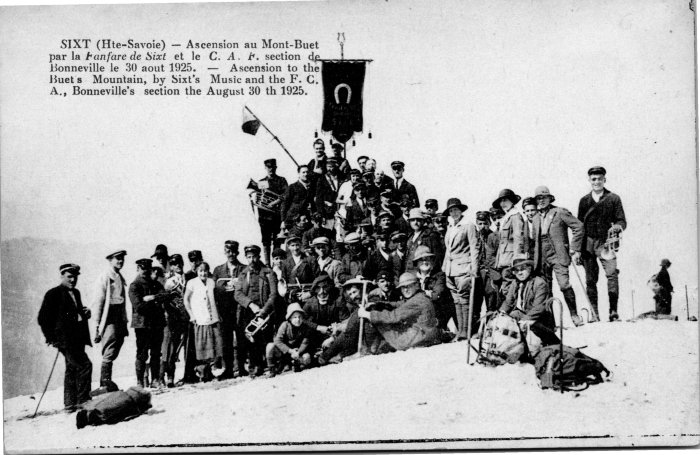 SIXT (Hte-Savoie) — Ascension au Mont-Buet
par la Fanfare de Sixt et le C. A. F. section de
Bonneville le 30 aout 1925. — Ascension to the
Buets Mountain, by Sixt's Music and the F. C.
A., Bonneville's section the August 30 th 1925.